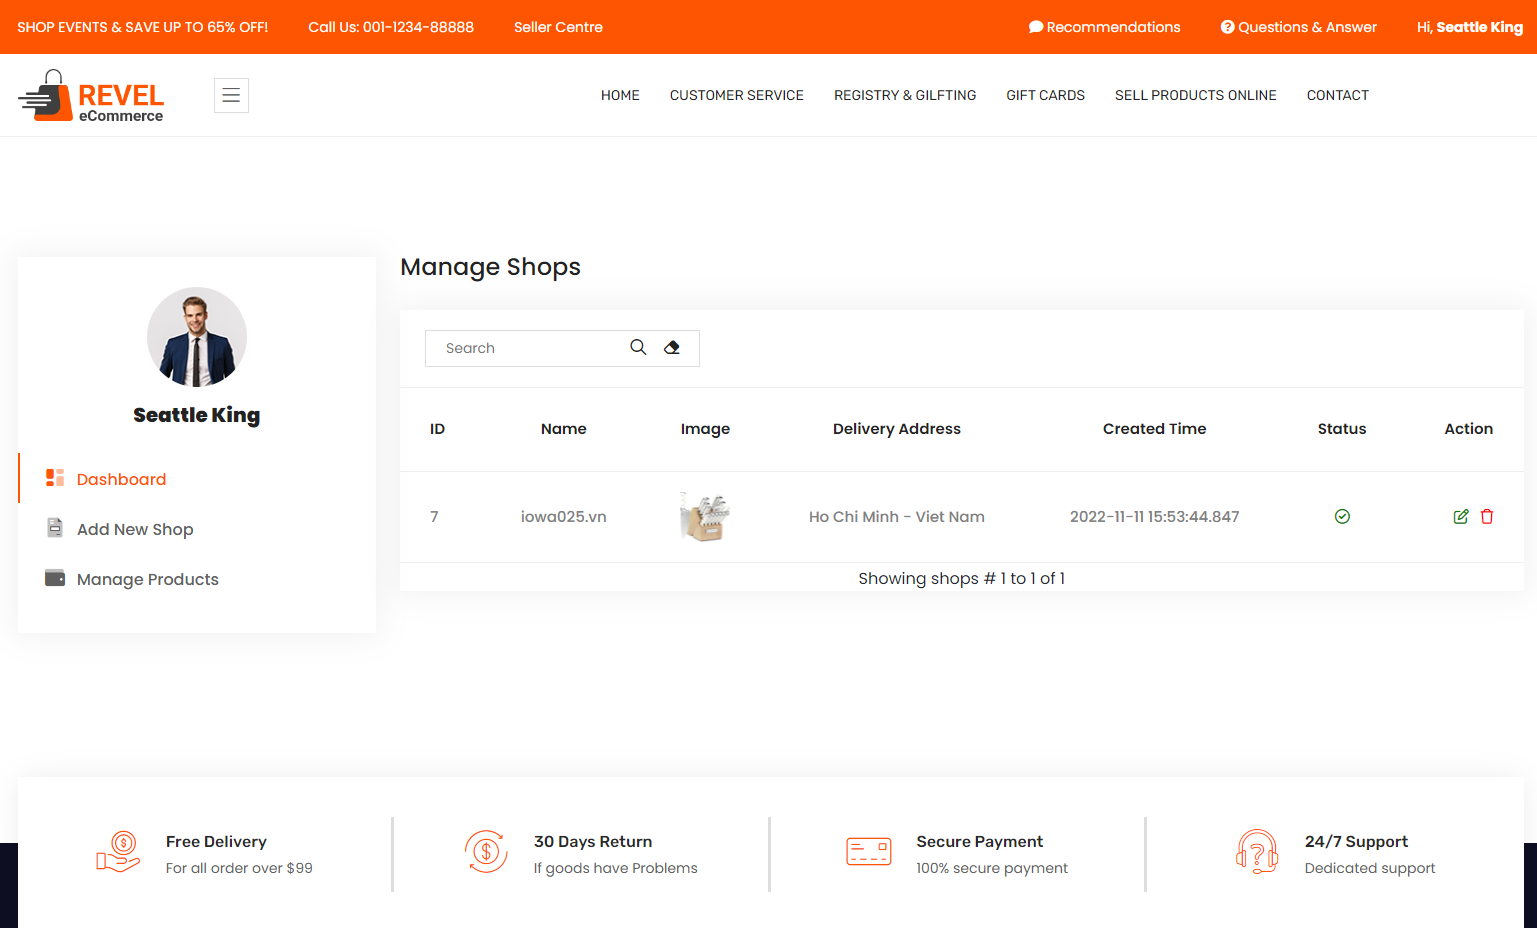 SHOP EVENTS & SAVE UP TO 65% OFF! Call Us: 001-1234-88888 Seller Centre Recommendations Questions & Answer Hi, Seattle King
REVEL
eCommerce
HOME CUSTOMER SERVICE REGISTRY & GILFTING GIFT CARDS SELL PRODUCTS ONLINE CONTACT
Seattle King
Dashboard
Add New Shop
Manage Products
Manage Shops
Search
ID Name Image Delivery Address Created Time Status Action
7 iowa025.vn Ho Chi Minh - Viet Nam 2022-11-11 15:53:44.847
Showing shops # 1 to 1 of 1
Free Delivery
For all order over $99
30 Days Return
If goods have Problems
Secure Payment
100% secure payment
24/7 Support
Dedicated support